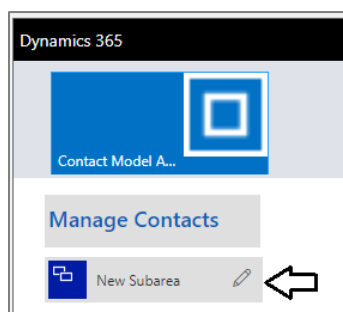 Dynamics 365
Contact Model A...
Manage Contacts
New Subarea